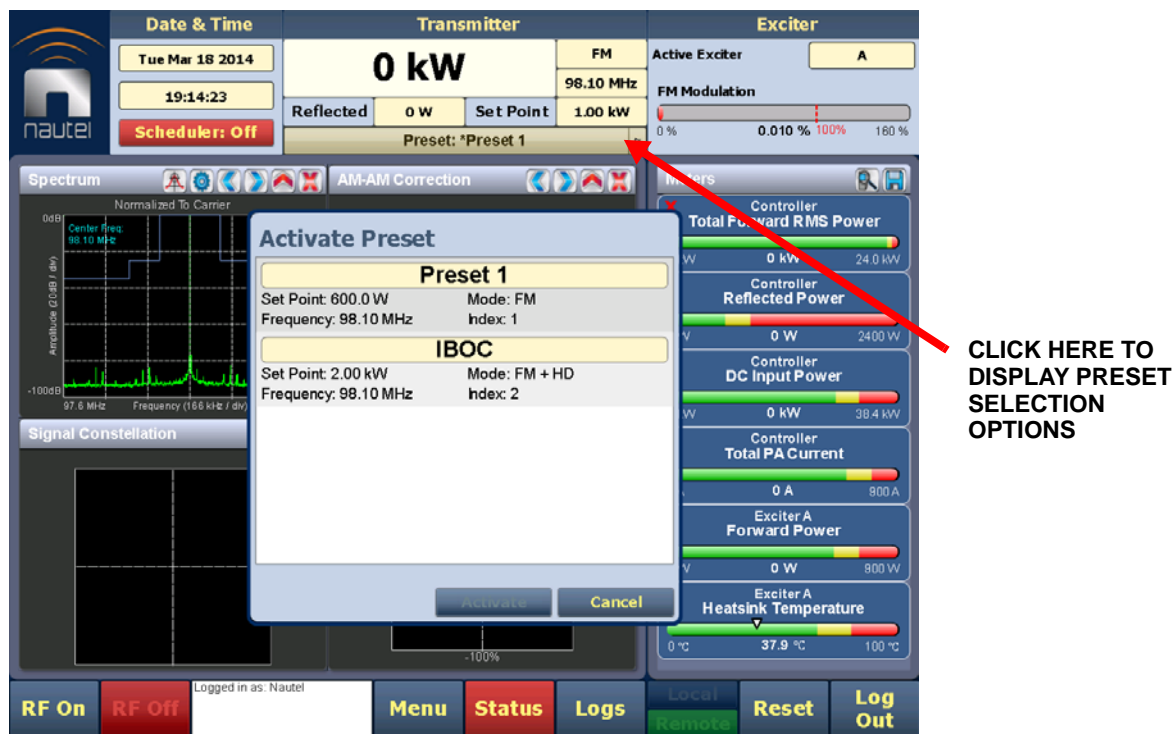 Date & Time
Transmitter
Exciter
nautel
Tue Mar 18 2014
19:14:23
Scheduler: Off
0 kW
FM
98.10 MHz
Reflected 0 W Set Point 1.00 kW
Preset: *Preset 1
Active Exciter A
FM Modulation
0 % 0.010 % 100% 160 %
Spectrum
AM-AM Correction
Normalized To Carrier
0dB
Center Freq:
98.10 MHz
Amplitude (20dB / div)
-100dB
97.6 MHz Frequency (166 kHz / div)
Signal Constellation
-100%
Activate Preset
Preset 1
Set Point: 600.0 W Mode: FM
Frequency: 98.10 MHz Index: 1
IBOC
Set Point: 2.00 kW Mode: FM + HD
Frequency: 98.10 MHz Index: 2
Activate Cancel
Controller
Total Forward RMS Power
0 kW 24.0 kW
Controller
Reflected Power
0 W 2400 W
Controller
DC Input Power
0 kW 38.4 kW
Controller
Total PA Current
0 A 900 A
Exciter A
Forward Power
0 W 900 W
Exciter A
Heatsink Temperature
0 °C 37.9 °C 100 °C
CLICK HERE TO
DISPLAY PRESET
SELECTION
OPTIONS
RF On
RF Off
Logged in as: Nautel
Menu
Status
Logs
Local
Remote
Reset
Log
Out